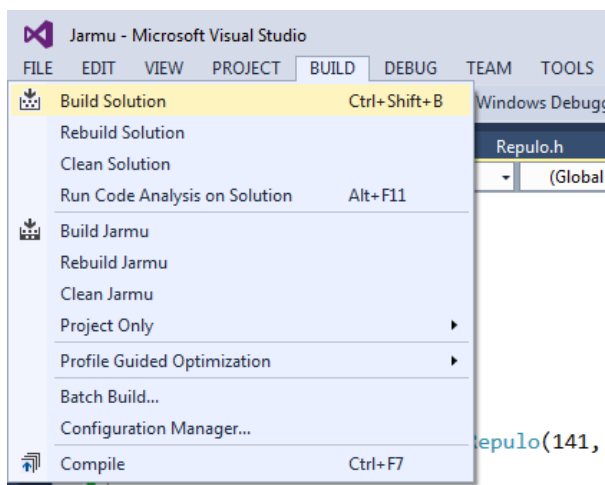 Jarmu - Microsoft Visual Studio
FILE EDIT VIEW PROJECT BUILD DEBUG TEAM TOOLS
Build Solution Ctrl+Shift+B
Windows Debugg
Rebuild Solution
Repulo.h
Clean Solution
(Global
Run Code Analysis on Solution Alt+F11
Build Jarmu
Rebuild Jarmu
Clean Jarmu
Project Only
Profile Guided Optimization
Batch Build...
Configuration Manager...
Repulo(141,
Compile Ctrl+F7